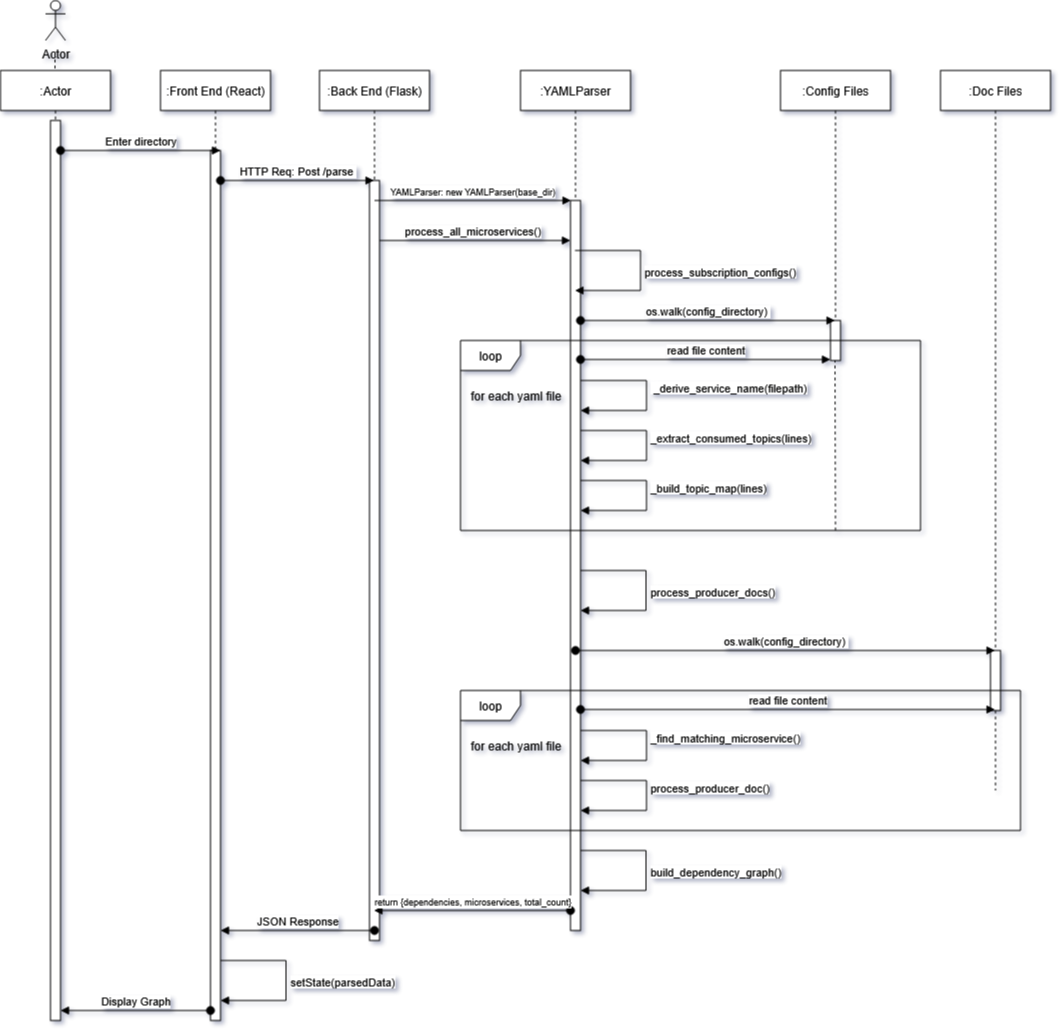 Actor
:Actor
:Front End (React)
:Back End (Flask)
:YAMLParser
:Config Files
:Doc Files
Enter directory
HTTP Req: Post /parse
YAMLParser: new YAMLParser(base_dir)
process_all_microservices()
process_subscription_configs()
os.walk(config_directory)
loop
read file content
for each yaml file
_derive_service_name(filepath)
_extract_consumed_topics(lines)
_build_topic_map(lines)
process_producer_docs()
os.walk(config_directory)
loop
read file content
for each yaml file
_find_matching_microservice()
process_producer_doc()
build_dependency_graph()
return {dependencies, microservices, total_count}
JSON Response
setState(parsedData)
Display Graph